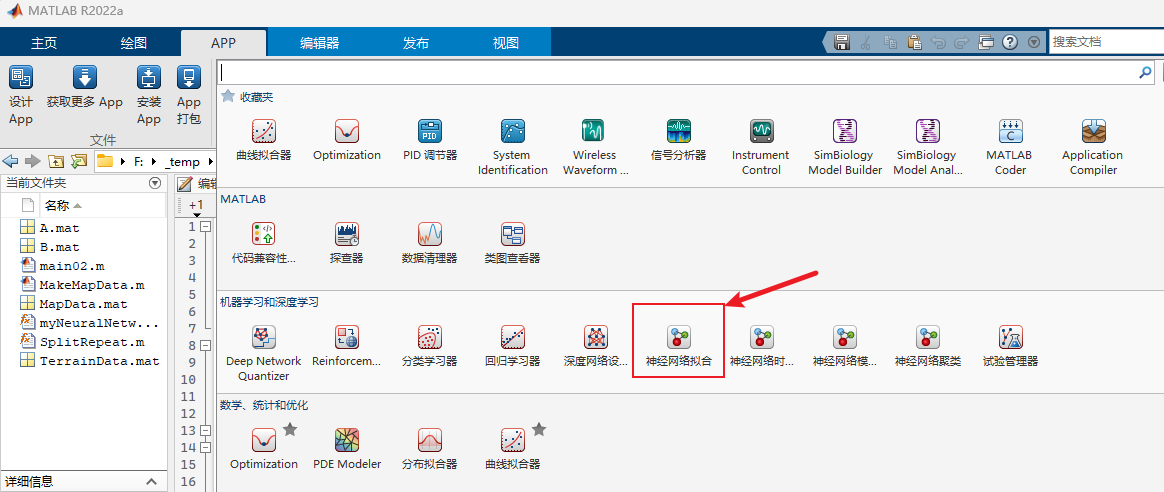 MATLAB R2022a
主页 绘图 APP 编辑器 发布 视图 搜索文档
设计 App 获取更多 App 安装 App App 打包
文件
F: _temp
当前文件夹
名称
A.mat
B.mat
main02.m
MakeMapData.m
MapData.mat
myNeuralNetw...
SplitRepeat.m
TerrainData.mat
详细信息
编辑
+1
1
2
3
4
5
6
7
8
9
10
11
12
13
14
15
16
收藏夹
曲线拟合器
Optimization
PID 调节器
System Identification
Wireless Waveform ...
信号分析器
Instrument Control
SimBiology Model Builder
SimBiology Model Anal...
MATLAB Coder
Application Compiler
MATLAB
代码兼容性...
探查器
数据清理器
类图查看器
机器学习和深度学习
Deep Network Quantizer
Reinforcem...
分类学习器
回归学习器
深度网络设...
神经网络拟合
神经网络时...
神经网络模...
神经网络聚类
试验管理器
数学、统计和优化
Optimization
PDE Modeler
分布拟合器
曲线拟合器